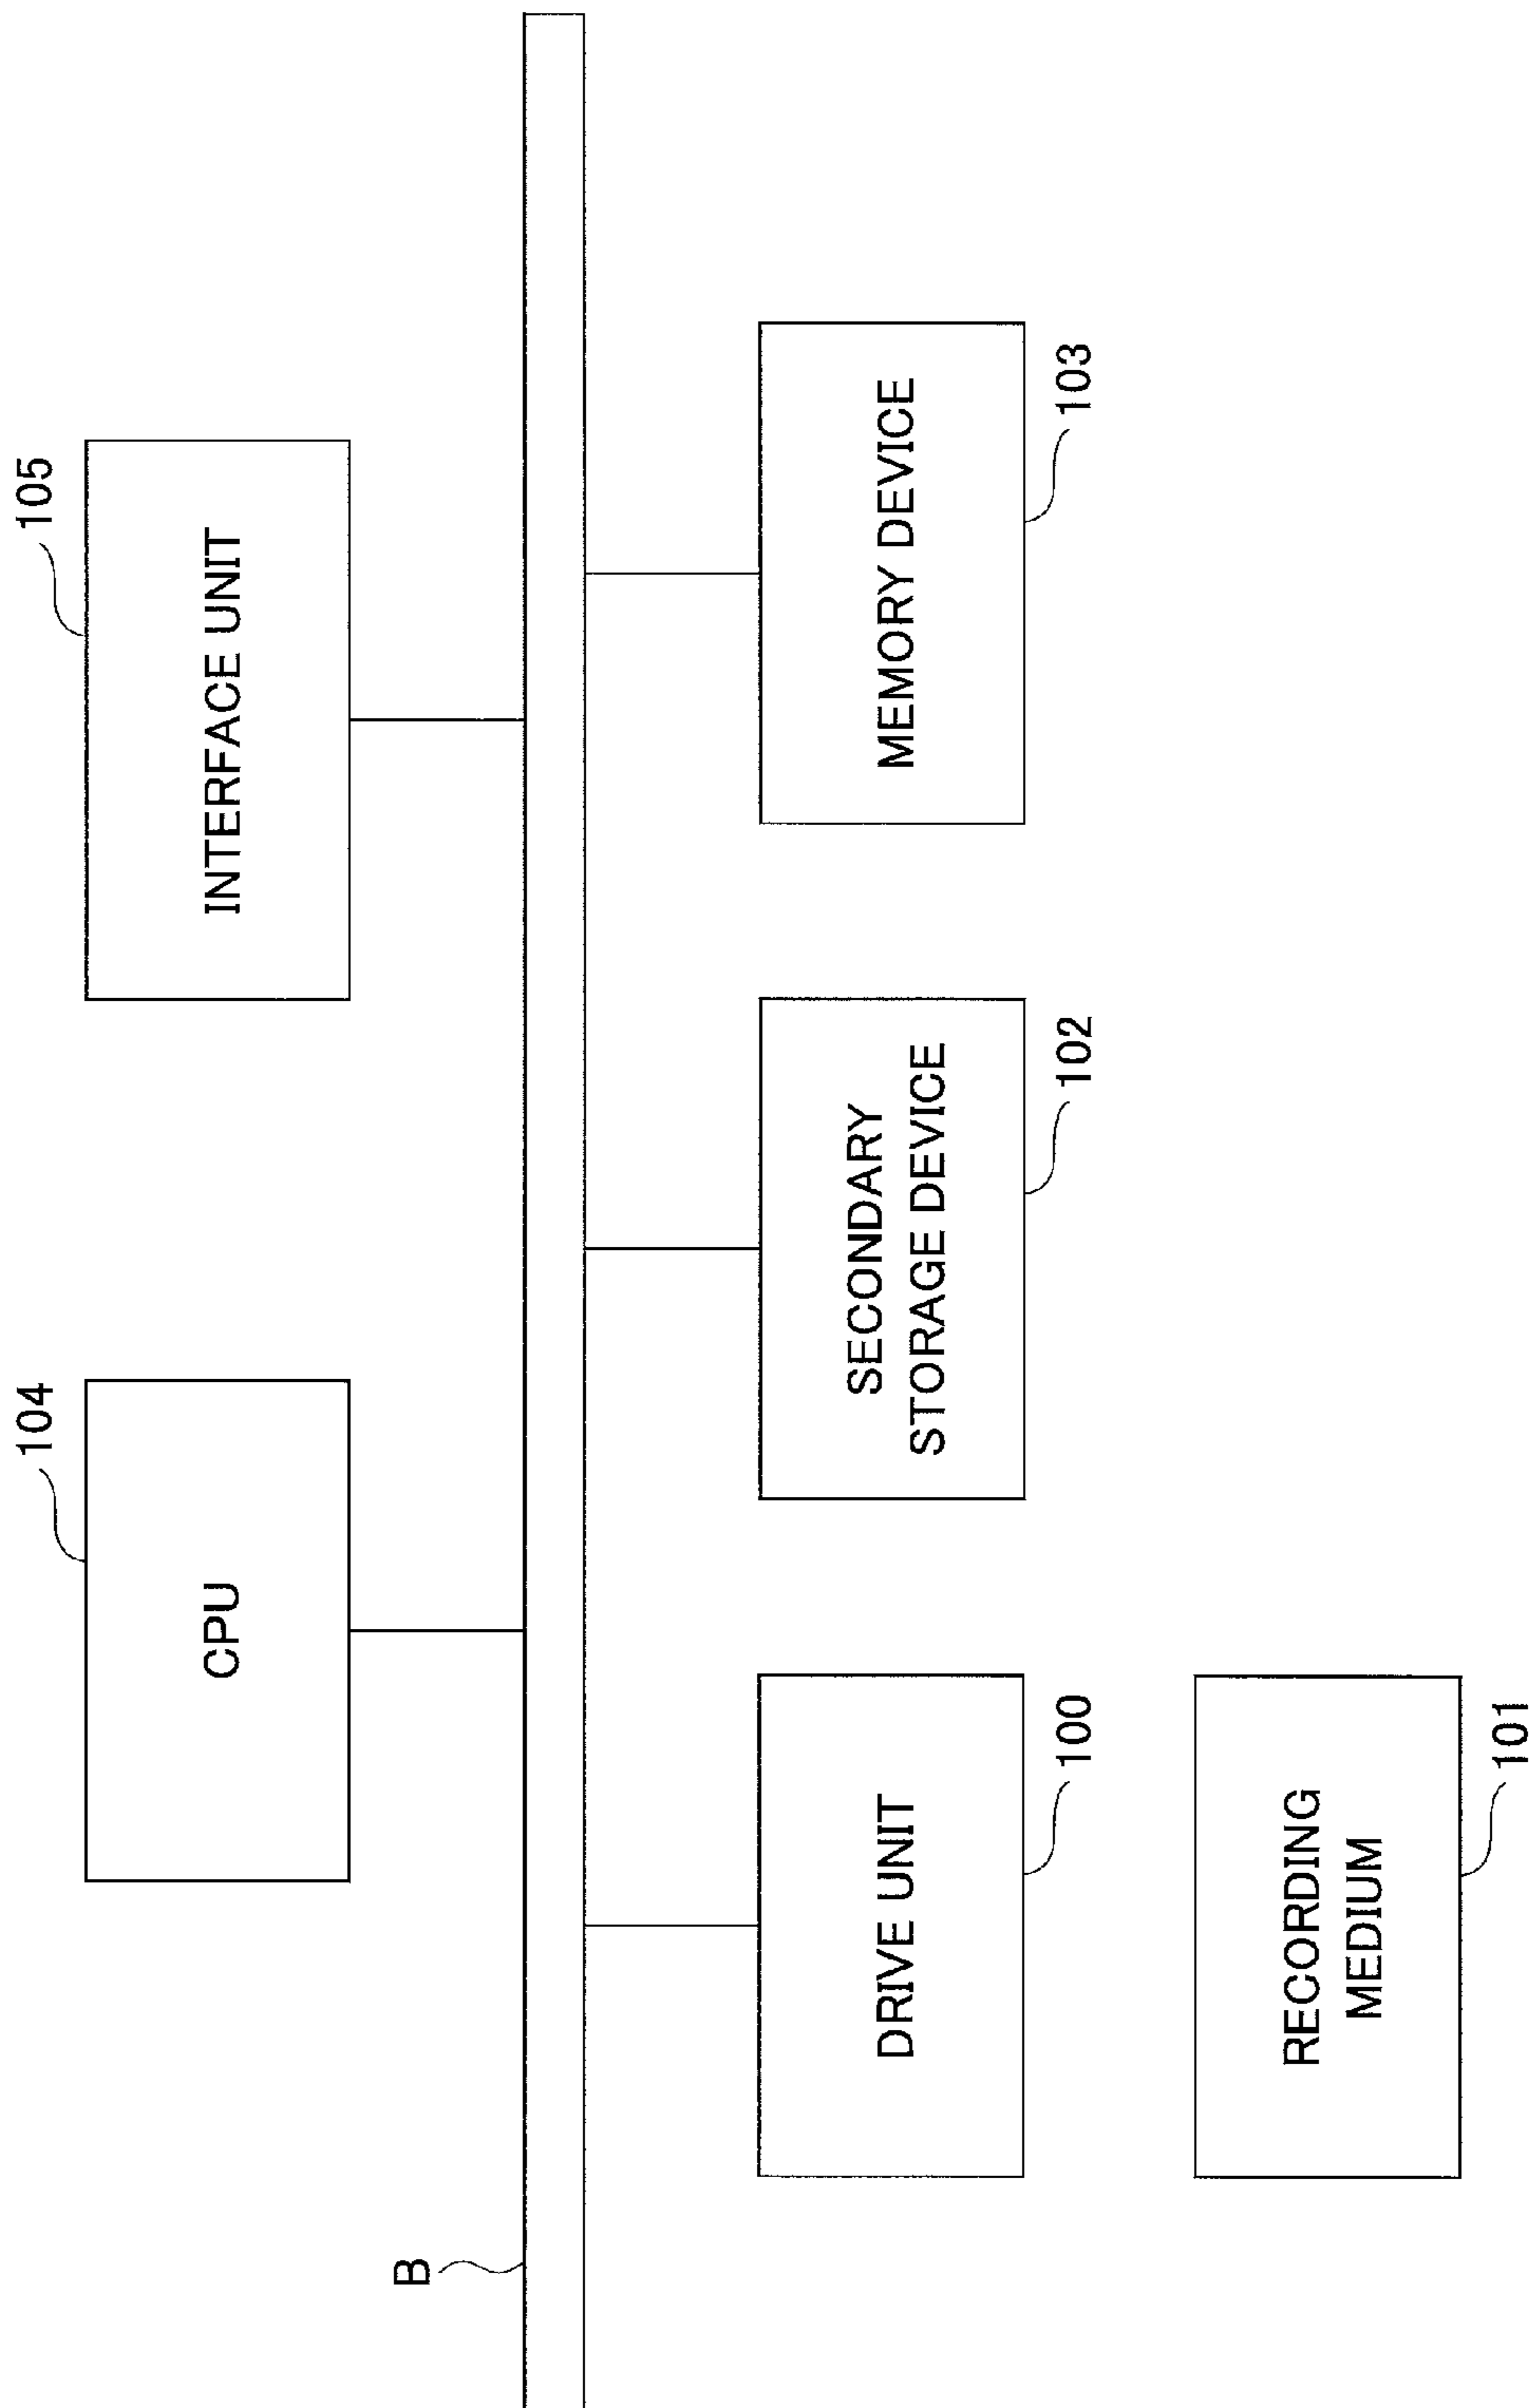 104
105
CPU
INTERFACE UNIT
B
DRIVE UNIT
SECONDARY
STORAGE DEVICE
MEMORY DEVICE
100
102
103
RECORDING
MEDIUM
101